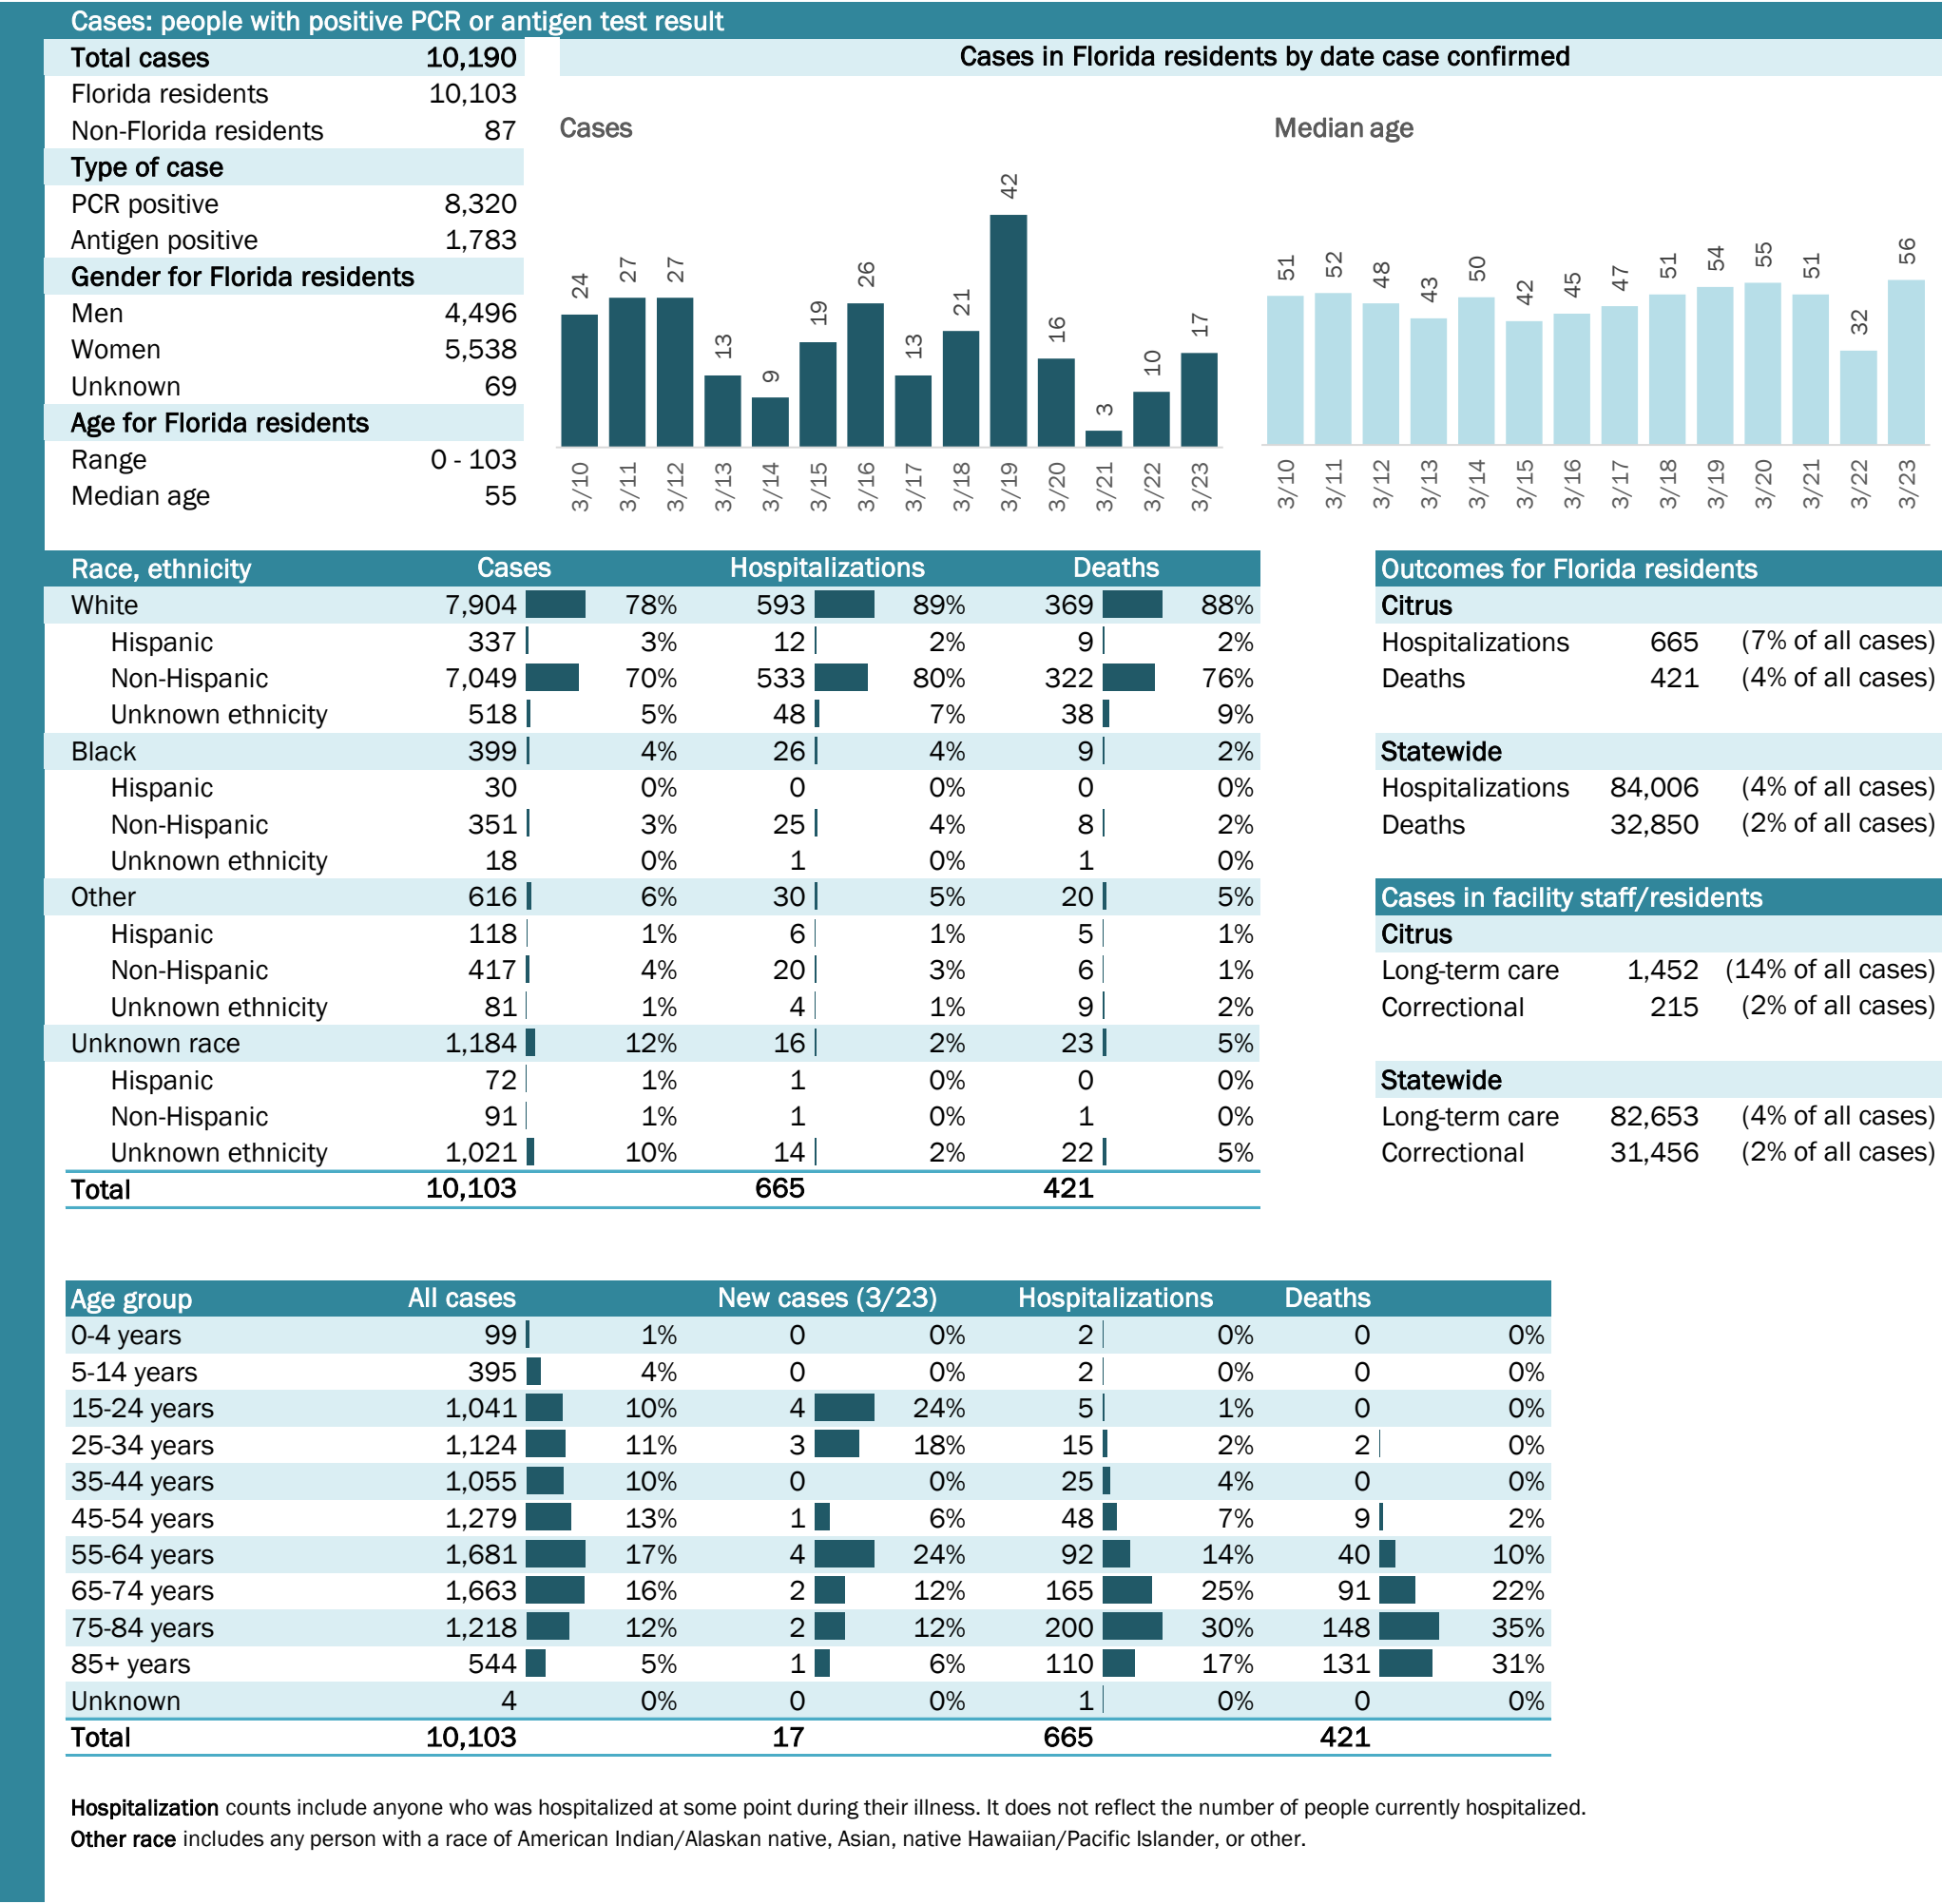 Cases: people with positive PCR or antigen test result
Total cases 10,190
Florida residents 10,103
Non-Florida residents 87
Type of case
PCR positive 8,320
Antigen positive 1,783
Gender for Florida residents
Men 4,496
Women 5,538
Unknown 69
Age for Florida residents
Range 0 - 103
Median age 55
Cases in Florida residents by date case confirmed
Cases
24 27 27 13 9 19 26 13 21 42 16 3 10 17
3/10 3/11 3/12 3/13 3/14 3/15 3/16 3/17 3/18 3/19 3/20 3/21 3/22 3/23
Median age
51 52 48 43 50 42 45 47 51 54 55 51 32 56
3/10 3/11 3/12 3/13 3/14 3/15 3/16 3/17 3/18 3/19 3/20 3/21 3/22 3/23
Race, ethnicity Cases Hospitalizations Deaths
White 7,904 78% 593 89% 369 88%
Hispanic 337 3% 12 2% 9 2%
Non-Hispanic 7,049 70% 533 80% 322 76%
Unknown ethnicity 518 5% 48 7% 38 9%
Black 399 4% 26 4% 9 2%
Hispanic 30 0% 0 0% 0 0%
Non-Hispanic 351 3% 25 4% 8 2%
Unknown ethnicity 18 0% 1 0% 1 0%
Other 616 6% 30 5% 20 5%
Hispanic 118 1% 6 1% 5 1%
Non-Hispanic 417 4% 20 3% 6 1%
Unknown ethnicity 81 1% 4 1% 9 2%
Unknown race 1,184 12% 16 2% 23 5%
Hispanic 72 1% 1 0% 0 0%
Non-Hispanic 91 1% 1 0% 1 0%
Unknown ethnicity 1,021 10% 14 2% 22 5%
Total 10,103 665 421
Outcomes for Florida residents
Citrus
Hospitalizations 665 (7% of all cases)
Deaths 421 (4% of all cases)
Statewide
Hospitalizations 84,006 (4% of all cases)
Deaths 32,850 (2% of all cases)
Cases in facility staff/residents
Citrus
Long-term care 1,452 (14% of all cases)
Correctional 215 (2% of all cases)
Statewide
Long-term care 82,653 (4% of all cases)
Correctional 31,456 (2% of all cases)
Age group All cases New cases (3/23) Hospitalizations Deaths
0-4 years 99 1% 0 0% 2 0% 0 0%
5-14 years 395 4% 0 0% 2 0% 0 0%
15-24 years 1,041 10% 4 24% 5 1% 0 0%
25-34 years 1,124 11% 3 18% 15 2% 2 0%
35-44 years 1,055 10% 0 0% 25 4% 0 0%
45-54 years 1,279 13% 1 6% 48 7% 9 2%
55-64 years 1,681 17% 4 24% 92 14% 40 10%
65-74 years 1,663 16% 2 12% 165 25% 91 22%
75-84 years 1,218 12% 2 12% 200 30% 148 35%
85+ years 544 5% 1 6% 110 17% 131 31%
Unknown 4 0% 0 0% 1 0% 0 0%
Total 10,103 17 665 421
Hospitalization counts include anyone who was hospitalized at some point during their illness. It does not reflect the number of people currently hospitalized.
Other race includes any person with a race of American Indian/Alaskan native, Asian, native Hawaiian/Pacific Islander, or other.